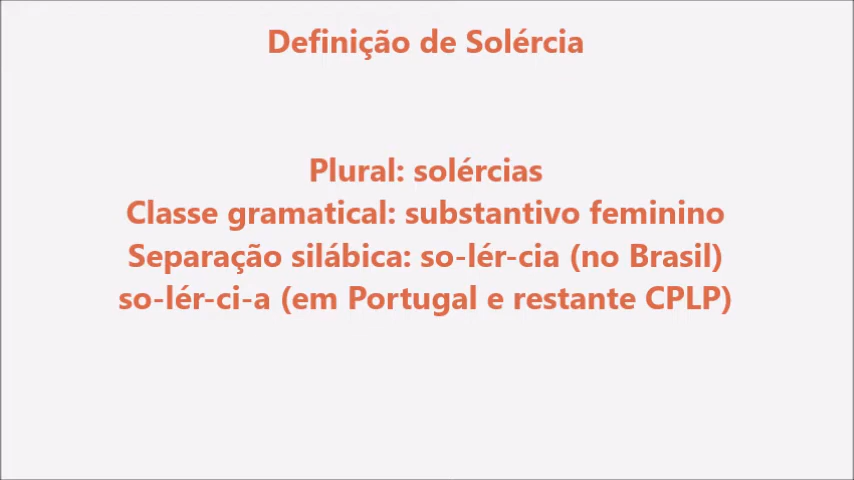 Definição de Solércia
Plural: solércias
Classe gramatical: substantivo feminino
Separação silábica: so-lér-cia (no Brasil)
so-lér-ci-a (em Portugal e restante CPLP)